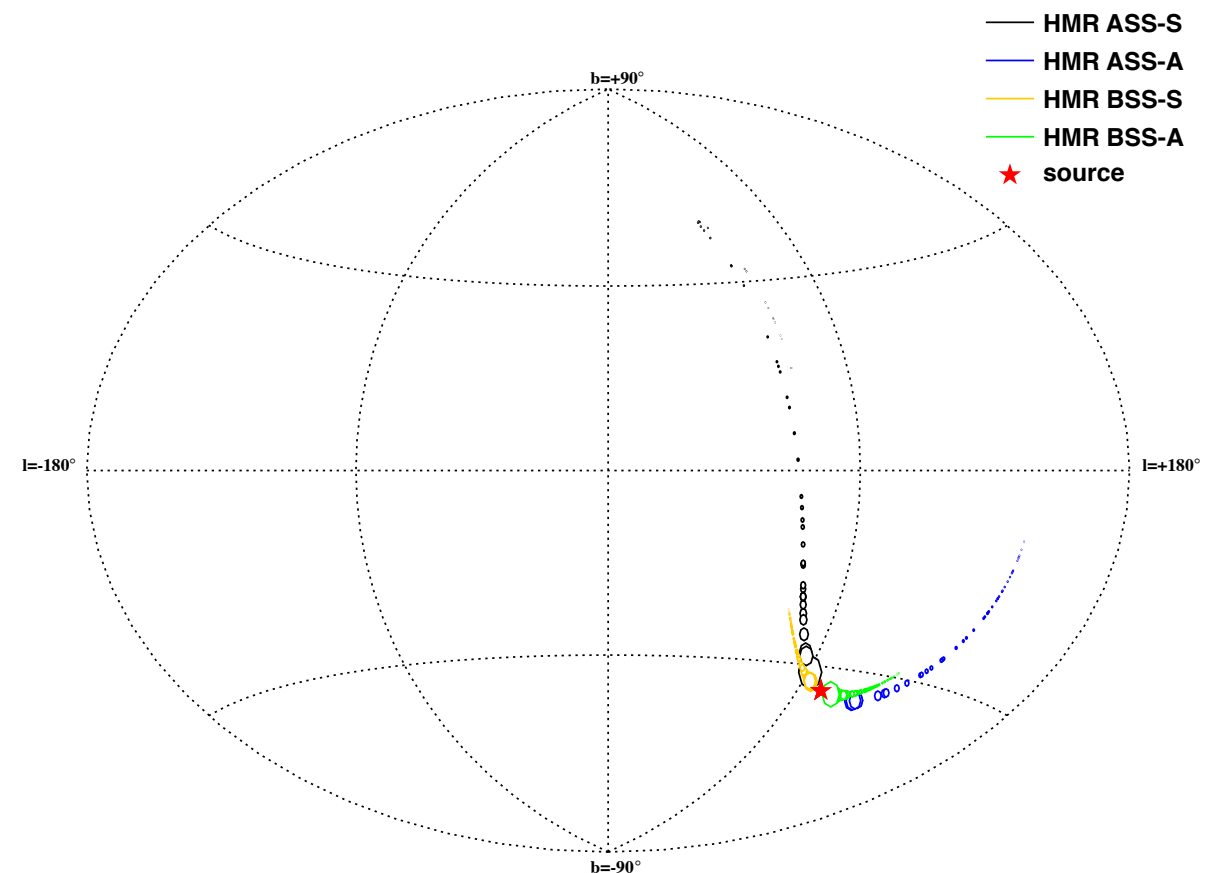 HMR ASS-S
HMR ASS-A
HMR BSS-S
HMR BSS-A
source
b=+90°
l=-180°
l=+180°
b=-90°